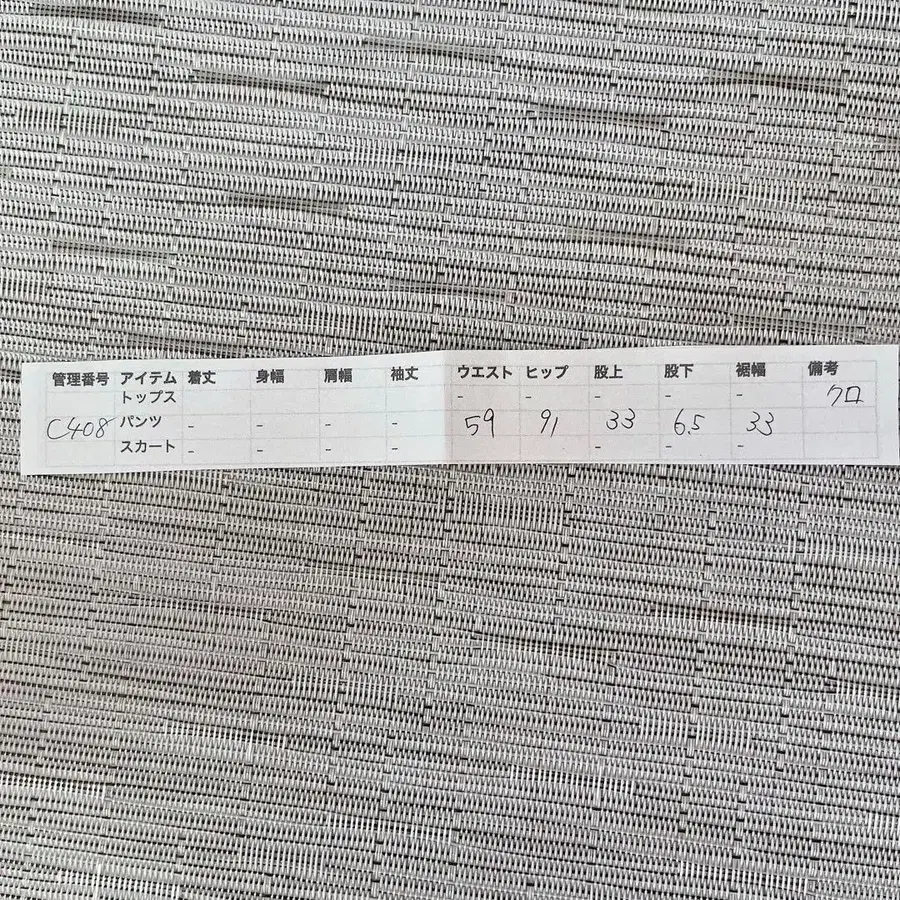 管理番号 アイテム 着丈 身幅 肩幅 袖丈 ウエスト ヒップ 股上 股下 裾幅 備考
トップス - - - - - クロ
C408 パンツ - - - - 59 91 33 6.5 33
スカート - - - - - -